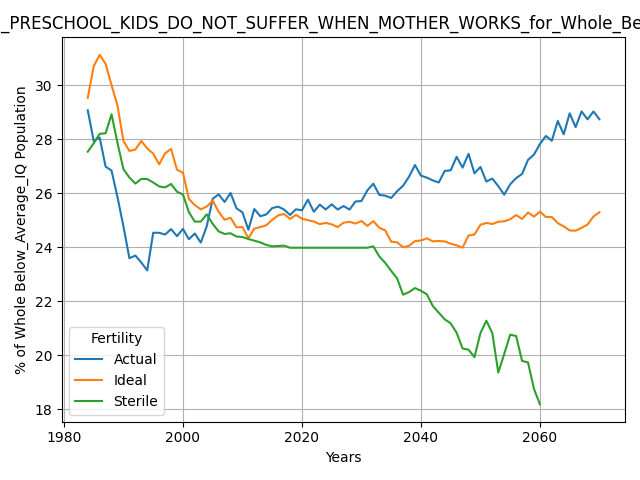 _PRESCHOOL_KIDS_DO_NOT_SUFFER_WHEN_MOTHER_WORKS_for_Whole_Be
30
28
26
24
22
20
18
% of Whole Below_Average_IQ Population
Fertility
Actual
Ideal
Sterile
1980 2000 2020 2040 2060
Years